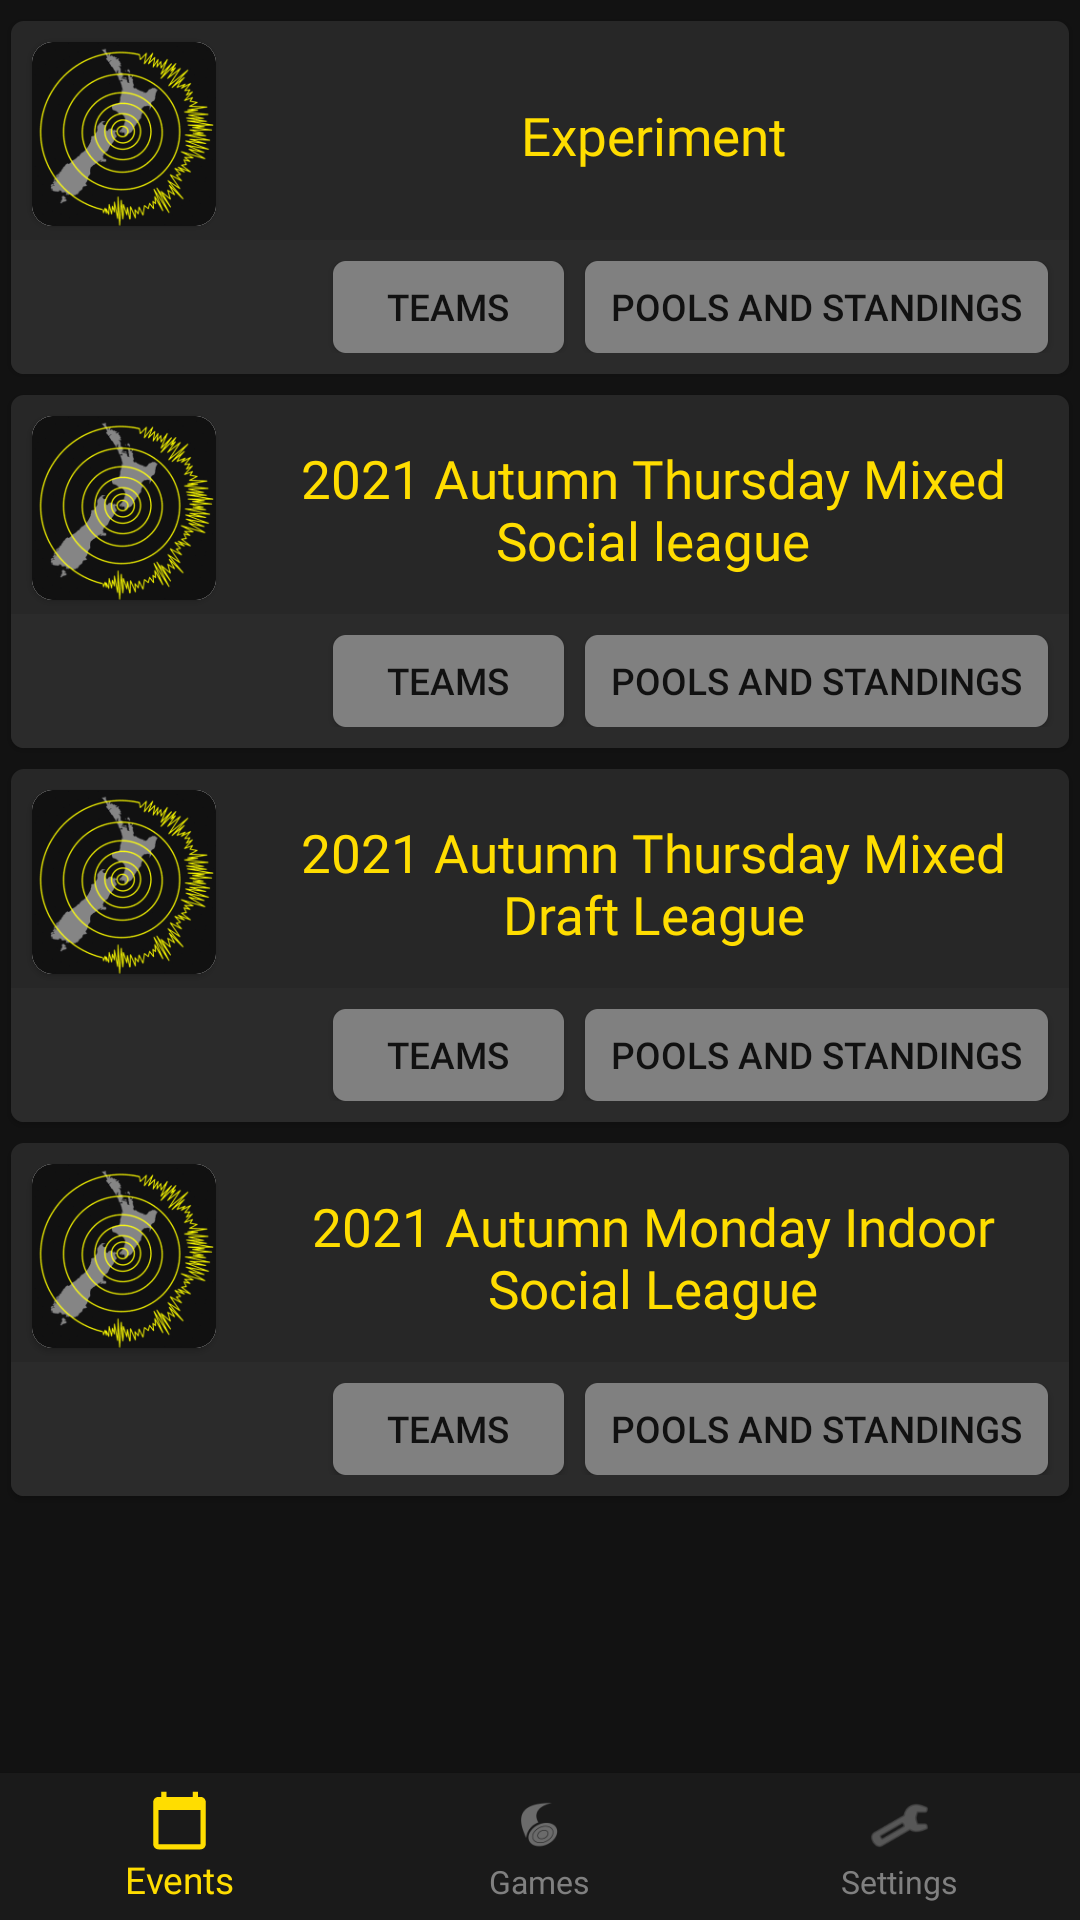 Experiment
TEAMS
POOLS AND STANDINGS
2021 Autumn Thursday Mixed
Social league
TEAMS
POOLS AND STANDINGS
2021 Autumn Thursday Mixed
Draft League
TEAMS
POOLS AND STANDINGS
2021 Autumn Monday Indoor
Social League
TEAMS
POOLS AND STANDINGS
Events
Games
Settings